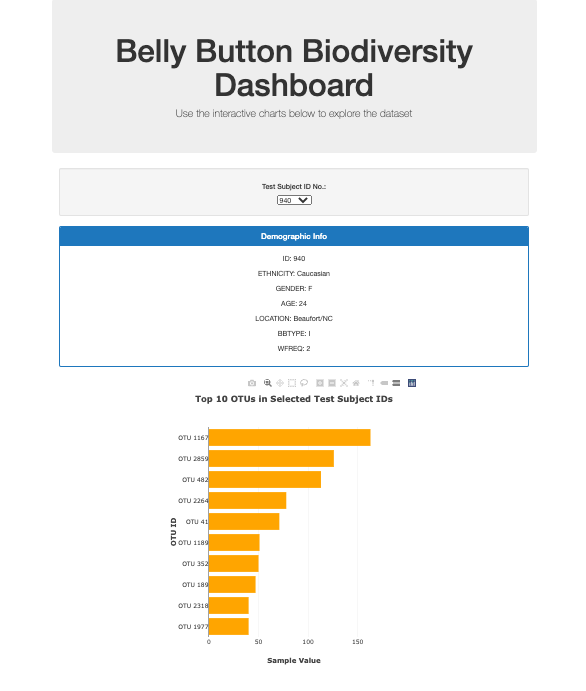 Belly Button Biodiversity
Dashboard
Use the interactive charts below to explore the dataset
Test Subject ID No.:
940
Demographic Info
ID: 940
ETHNICITY: Caucasian
GENDER: F
AGE: 24
LOCATION: Beaufort/NC
BBTYPE: I
WFREQ: 2
Top 10 OTUs in Selected Test Subject IDs
OTU ID
OTU 1167
OTU 2859
OTU 482
OTU 2264
OTU 41
OTU 1189
OTU 352
OTU 189
OTU 2318
OTU 1977
0 50 100 150
Sample Value